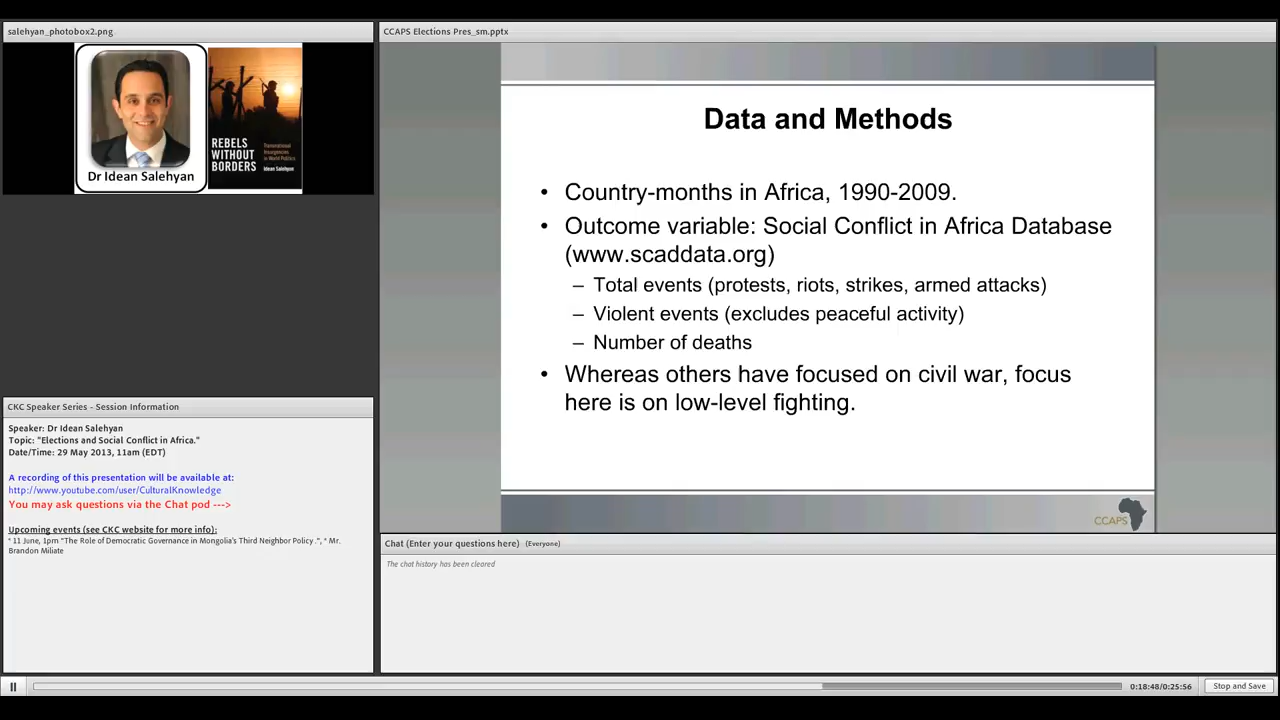 salehyan_photobox2.png
Dr Idean Salehyan
REBELS
WITHOUT
BORDERS
Transnational
Insurgencies
in World Politics
Idean Salehyan
CKC Speaker Series - Session Information
Speaker: Dr Idean Salehyan
Topic: "Elections and Social Conflict in Africa."
Date/Time: 29 May 2013, 11am (EDT)
A recording of this presentation will be available at:
http://www.youtube.com/user/CulturalKnowledge
You may ask questions via the Chat pod --->
Upcoming events (see CKC website for more info):
* 11 June, 1pm "The Role of Democratic Governance in Mongolia's Third Neighbor Policy.", * Mr.
Brandon Miliate
CCAPS Elections Pres_sm.pptx
Data and Methods
• Country-months in Africa, 1990-2009.
• Outcome variable: Social Conflict in Africa Database
(www.scaddata.org)
– Total events (protests, riots, strikes, armed attacks)
– Violent events (excludes peaceful activity)
– Number of deaths
• Whereas others have focused on civil war, focus
here is on low-level fighting.
CCAPS
Chat (Enter your questions here) (Everyone)
The chat history has been cleared
0:18:48/0:25:56
Stop and Save